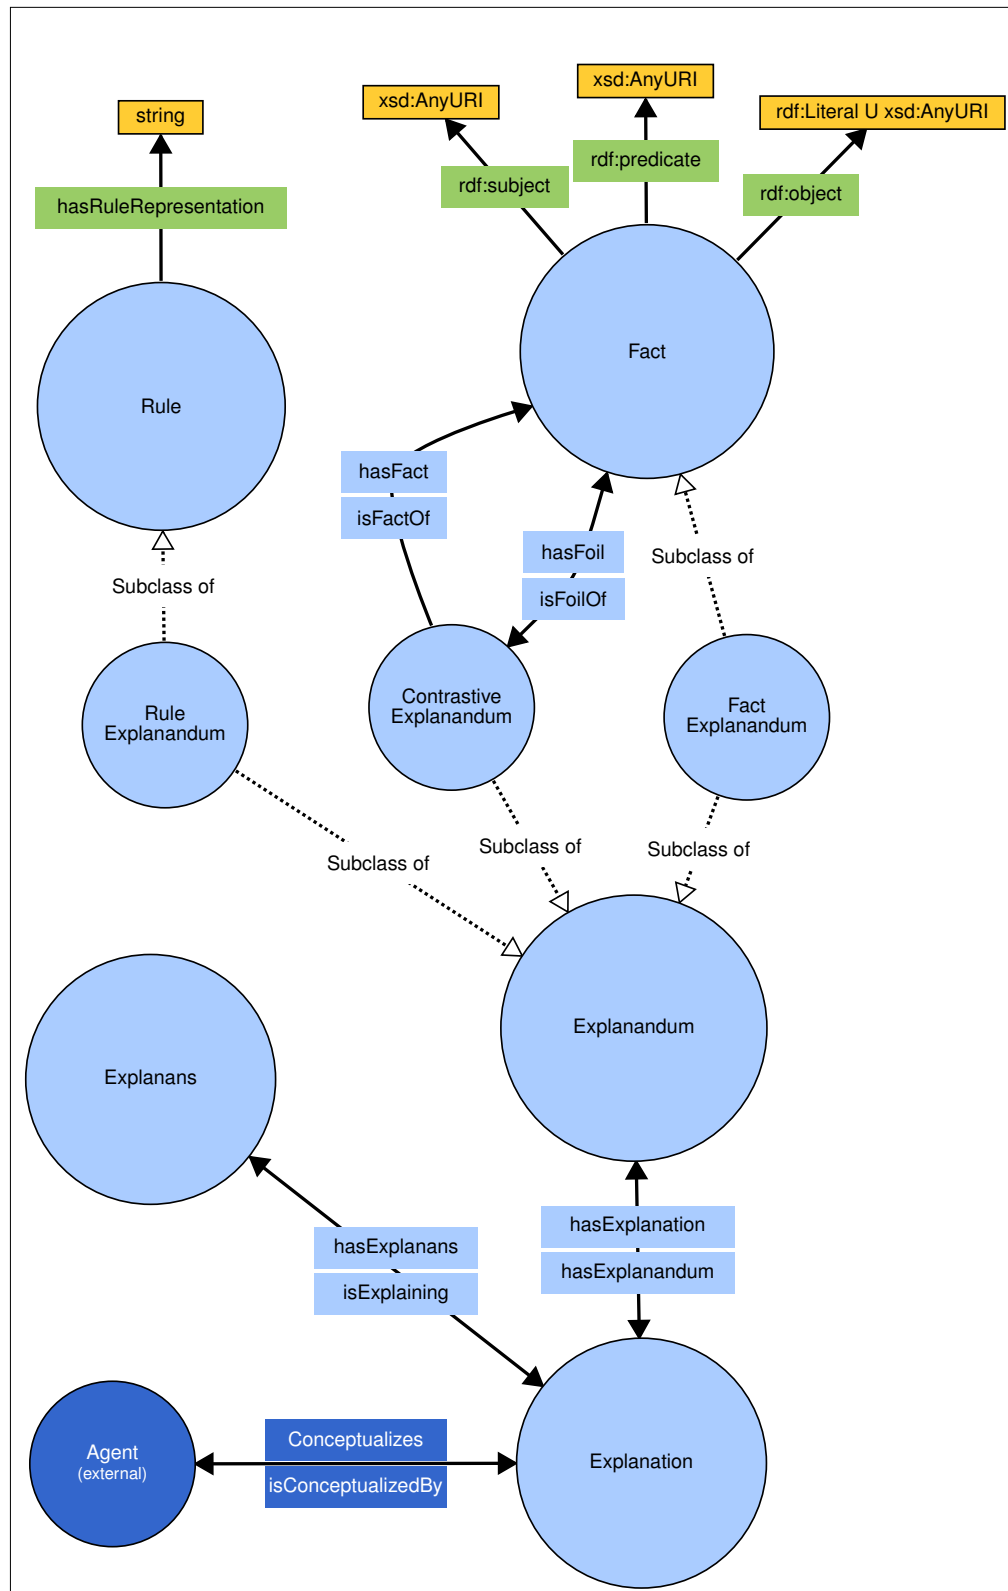 xsd:AnyURI
xsd:AnyURI
rdf:Literal U xsd:AnyURI
string
rdf:predicate
rdf:subject
rdf:object
hasRuleRepresentation
Fact
Rule
hasFact
isFactOf
hasFoil
isFoilOf
Subclass of
Subclass of
Rule
Explanandum
Contrastive
Explanandum
Fact
Explanandum
Subclass of
Subclass of
Subclass of
Explanandum
Explanans
hasExplanation
hasExplanandum
hasExplanans
isExplaining
Conceptualizes
isConceptualizedBy
Agent
(external)
Explanation